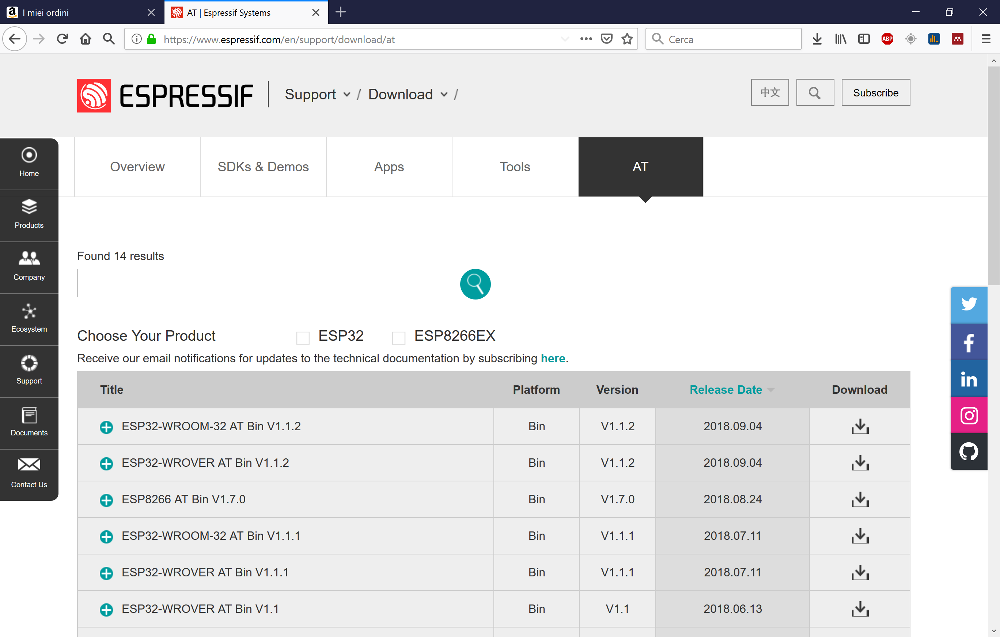 I miei ordini
AT | Espressif Systems
https://www.espressif.com/en/support/download/at
Cerca
ABP
ESPRESSIF
Support / Download /
中文
Subscribe
Home
Products
Company
Ecosystem
Support
Documents
Contact Us
Overview
SDKs & Demos
Apps
Tools
AT
Found 14 results
Choose Your Product
ESP32
ESP8266EX
Receive our email notifications for updates to the technical documentation by subscribing here.
Title Platform Version Release Date Download
ESP32-WROOM-32 AT Bin V1.1.2 Bin V1.1.2 2018.09.04
ESP32-WROVER AT Bin V1.1.2 Bin V1.1.2 2018.09.04
ESP8266 AT Bin V1.7.0 Bin V1.7.0 2018.08.24
ESP32-WROOM-32 AT Bin V1.1.1 Bin V1.1.1 2018.07.11
ESP32-WROVER AT Bin V1.1.1 Bin V1.1.1 2018.07.11
ESP32-WROVER AT Bin V1.1 Bin V1.1 2018.06.13